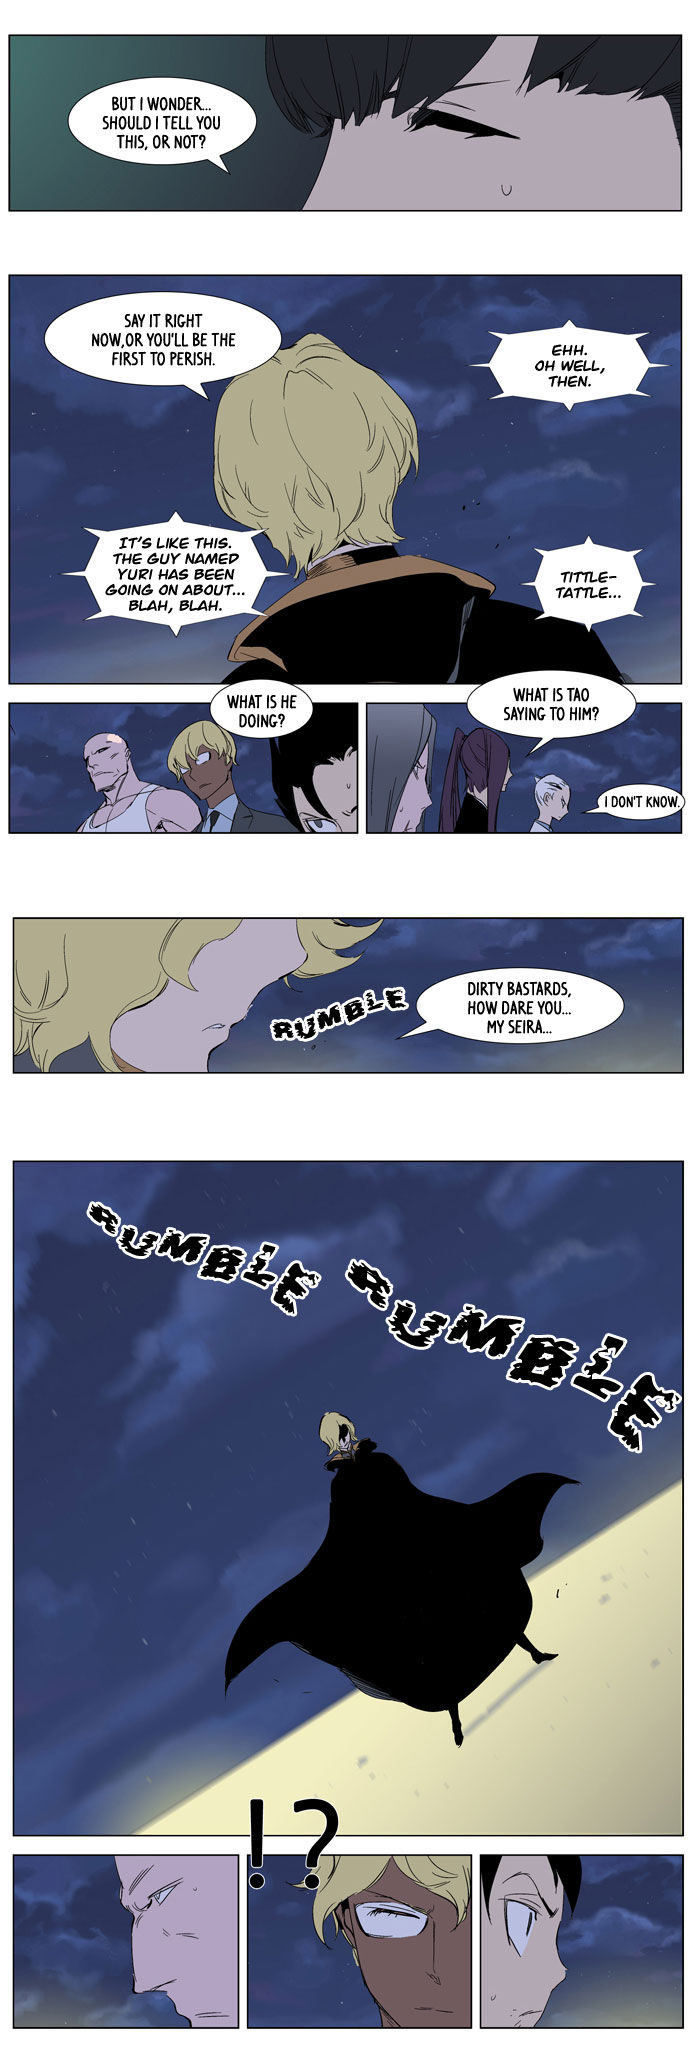 BUT I WONDER...
SHOULD I TELL YOU
THIS, OR NOT?
SAY IT RIGHT
NOW,OR YOU'LL BE THE
FIRST TO PERISH.
EHH.
OH WELL,
THEN.
IT'S LIKE THIS.
THE GUY NAMED
YURI HAS BEEN
GOING ON ABOUT...
BLAH, BLAH.
TITTLE-
TATTLE...
WHAT IS HE
DOING?
WHAT IS TAO
SAYING TO HIM?
I DON'T KNOW.
RUMBLE
DIRTY BASTARDS,
HOW DARE YOU...
MY SEIRA...
RUMBLE
RUMBLE
!?